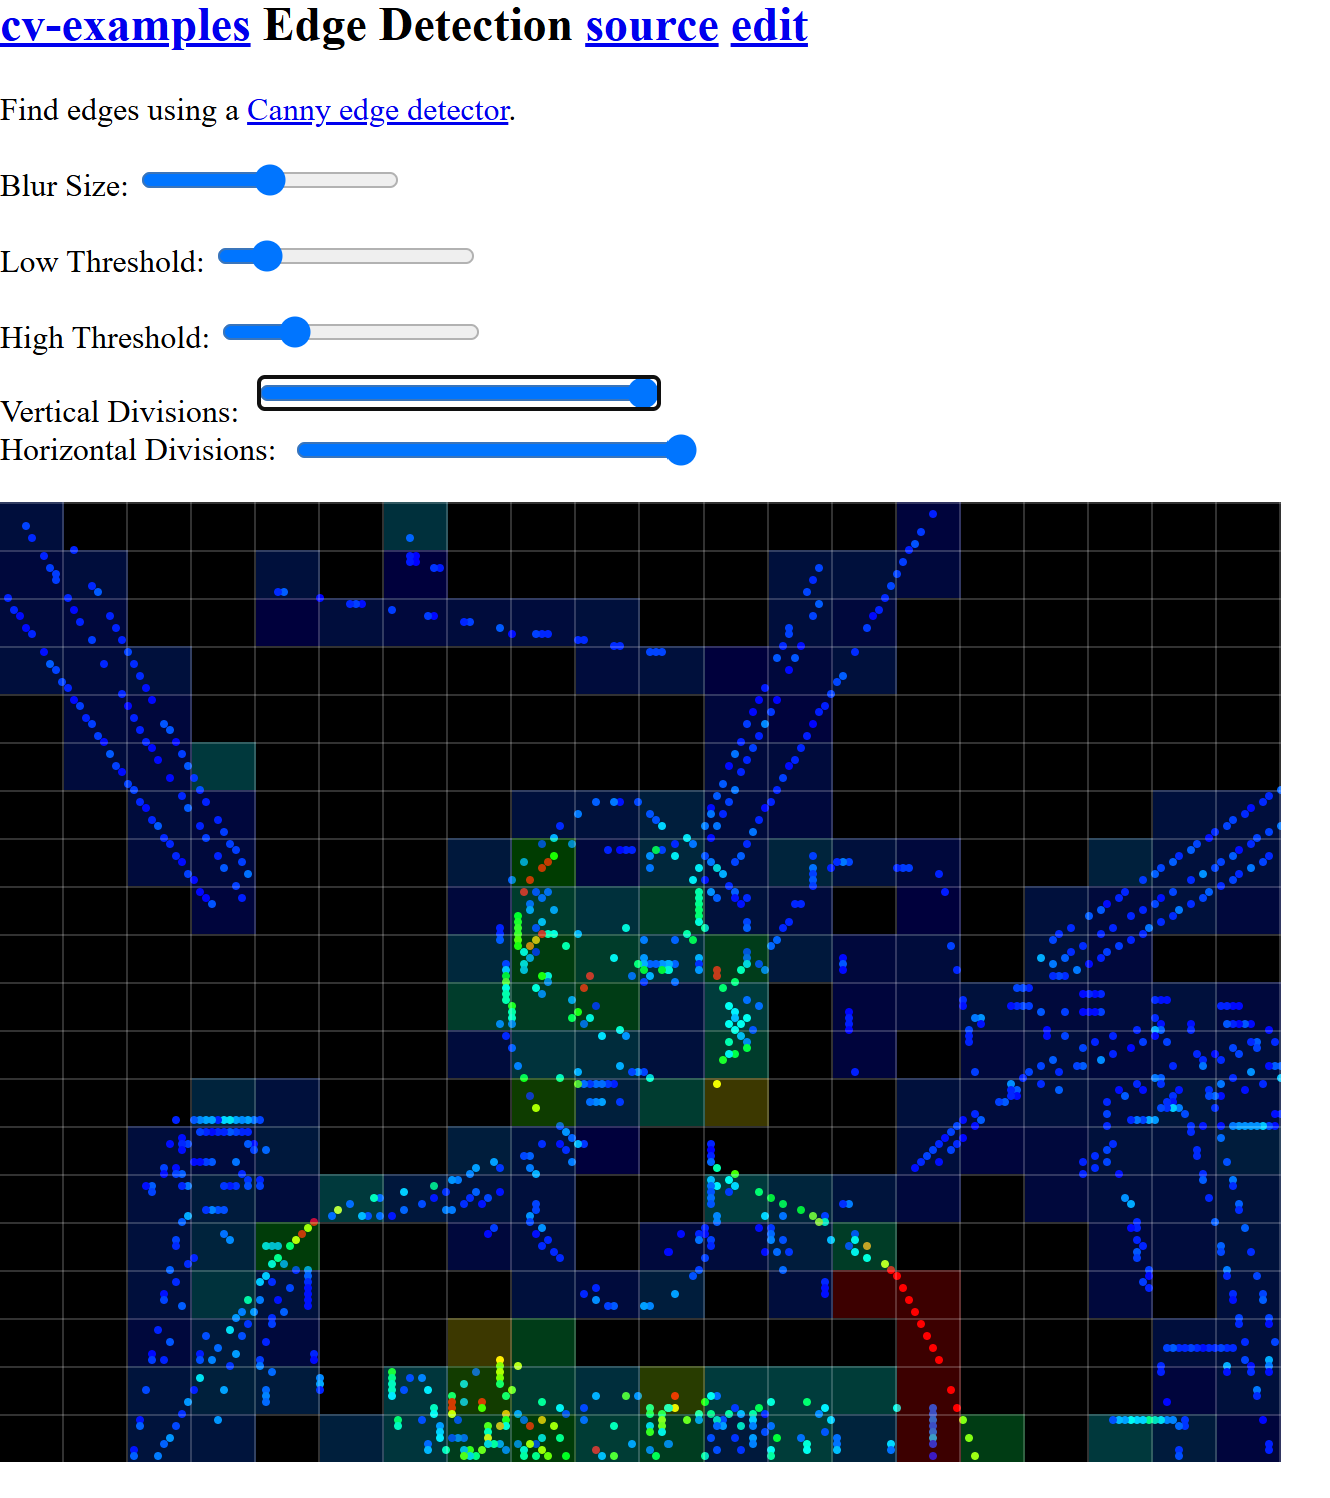 cv-examples Edge Detection source edit
Find edges using a Canny edge detector.
Blur Size:
Low Threshold:
High Threshold:
Vertical Divisions:
Horizontal Divisions: